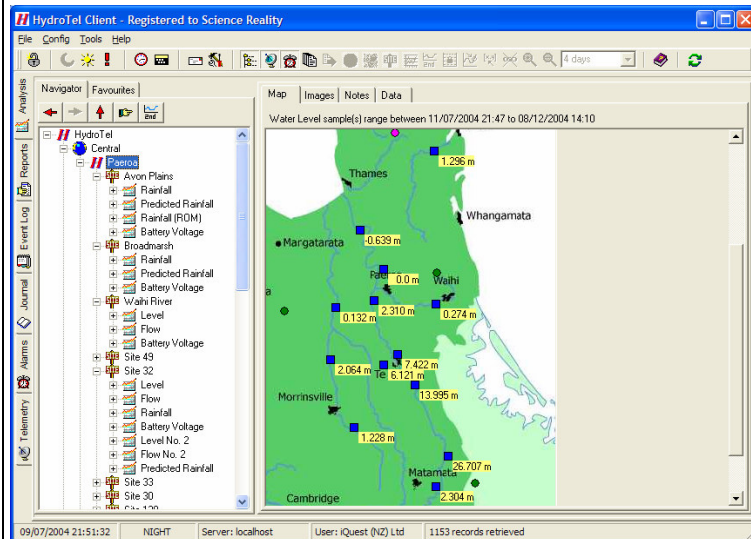 HydroTel Client - Registered to Science Reality
File Config Tools Help
4 days
Analysis
Reports
Event Log
Journal
Alarms
Telemetry
Navigator Favourites
End
HydroTel
Central
Paeroa
Avon Plains
Rainfall
Predicted Rainfall
Rainfall (ROM)
Battery Voltage
Broadmarsh
Rainfall
Predicted Rainfall
Battery Voltage
Waihi River
Level
Flow
Battery Voltage
Site 49
Site 32
Level
Flow
Rainfall
Battery Voltage
Level No. 2
Flow No. 2
Predicted Rainfall
Site 33
Site 30
Map Images Notes Data
Water Level sample(s) range between 11/07/2004 21:47 to 08/12/2004 14:10
1.296 m
Thames
Whangamata
-0.639 m
Margatarata
0.0 m
Waihi
2.310 m
0.274 m
0.132 m
7.422 m
2.064 m
Te
6.121 m
13.995 m
Morrinsville
1.228 m
26.707 m
Matamata
2.304 m
Cambridge
09/07/2004 21:51:32 NIGHT Server: localhost User: iQuest (NZ) Ltd 1153 records retrieved